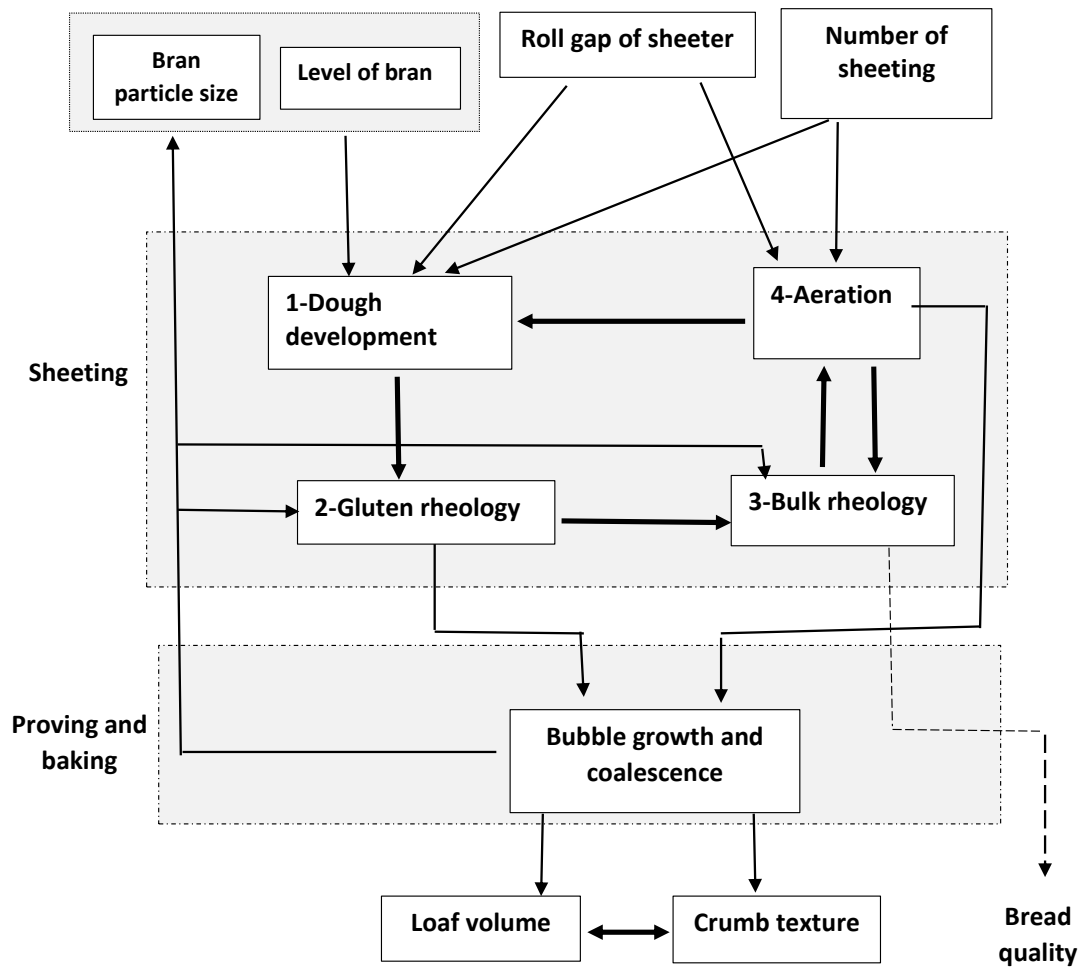 Bran
particle size
Level of bran
Roll gap of sheeter
Number of
sheeting
1-Dough
development
4-Aeration
Sheeting
2-Gluten rheology
3-Bulk rheology
Proving and
baking
Bubble growth and
coalescence
Loaf volume
Crumb texture
Bread
quality